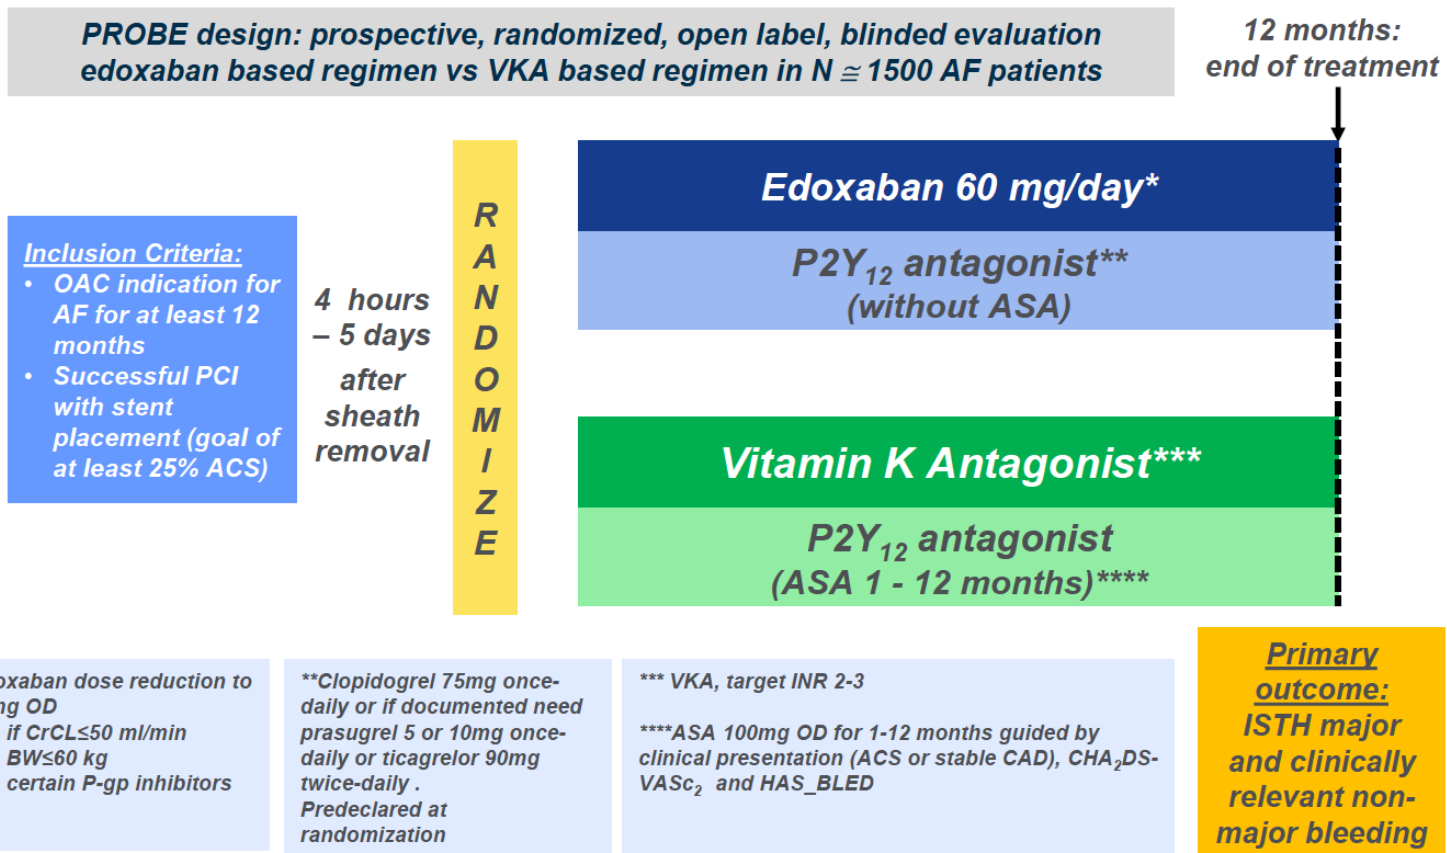 PROBE design: prospective, randomized, open label, blinded evaluation
edoxaban based regimen vs VKA based regimen in N ≅ 1500 AF patients
12 months:
end of treatment
Inclusion Criteria:
• OAC indication for
AF for at least 12
months
• Successful PCI
with stent
placement (goal of
at least 25% ACS)
4 hours
– 5 days
after
sheath
removal
R
A
N
D
O
M
I
Z
E
Edoxaban 60 mg/day*
P2Y₁₂ antagonist**
(without ASA)
Vitamin K Antagonist***
P2Y₁₂ antagonist
(ASA 1 - 12 months)****
oxaban dose reduction to
ng OD
if CrCL≤50 ml/min
BW≤60 kg
certain P-gp inhibitors
**Clopidogrel 75mg once-
daily or if documented need
prasugrel 5 or 10mg once-
daily or ticagrelor 90mg
twice-daily .
Predeclared at
randomization
*** VKA, target INR 2-3
****ASA 100mg OD for 1-12 months guided by
clinical presentation (ACS or stable CAD), CHA₂DS-
VASc₂ and HAS_BLED
Primary
outcome:
ISTH major
and clinically
relevant non-
major bleeding